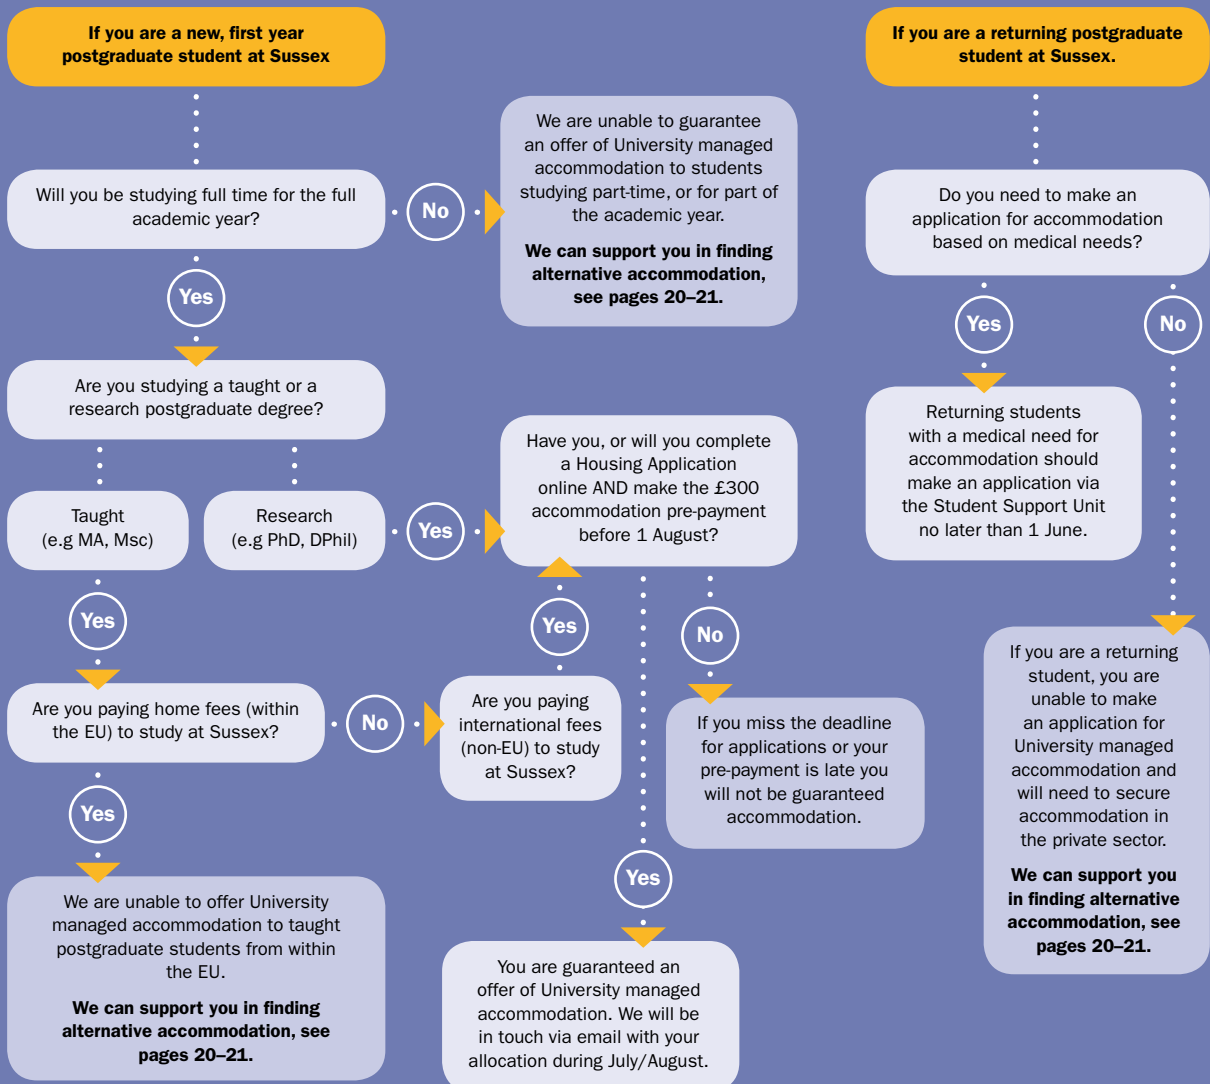 If you are a new, first year
postgraduate student at Sussex
Will you be studying full time for the full
academic year?
No
We are unable to guarantee
an offer of University managed
accommodation to students
studying part-time, or for part of
the academic year.
We can support you in finding
alternative accommodation,
see pages 20–21.
Yes
Are you studying a taught or a
research postgraduate degree?
Taught
(e.g MA, Msc)
Research
(e.g PhD, DPhil)
Yes
Have you, or will you complete
a Housing Application
online AND make the £300
accommodation pre-payment
before 1 August?
Yes
Are you paying home fees (within
the EU) to study at Sussex?
No
Are you paying
international fees
(non-EU) to study
at Sussex?
Yes
No
If you miss the deadline
for applications or your
pre-payment is late you
will not be guaranteed
accommodation.
Yes
We are unable to offer University
managed accommodation to taught
postgraduate students from within
the EU.
We can support you in finding
alternative accommodation, see
pages 20–21.
Yes
You are guaranteed an
offer of University managed
accommodation. We will be
in touch via email with your
allocation during July/August.
If you are a returning postgraduate
student at Sussex.
Do you need to make an
application for accommodation
based on medical needs?
Yes
No
Returning students
with a medical need for
accommodation should
make an application via
the Student Support Unit
no later than 1 June.
If you are a returning
student, you are
unable to make
an application for
University managed
accommodation and
will need to secure
accommodation in
the private sector.
We can support you
in finding alternative
accommodation, see
pages 20–21.